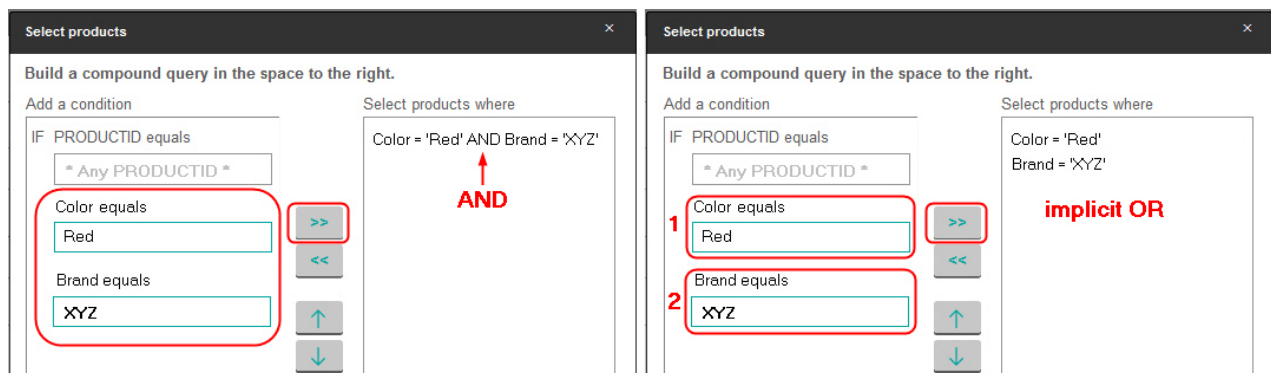 Select products ×
Build a compound query in the space to the right.
Add a condition
Select products where
IF PRODUCTID equals
* Any PRODUCTID *
Color equals
Red
Brand equals
XYZ
>>
<<
↑
↓
Color = 'Red' AND Brand = 'XYZ'
AND
Select products ×
Build a compound query in the space to the right.
Add a condition
Select products where
IF PRODUCTID equals
* Any PRODUCTID *
1
Color equals
Red
2
Brand equals
XYZ
>>
<<
↑
↓
Color = 'Red'
Brand = 'XYZ'
implicit OR